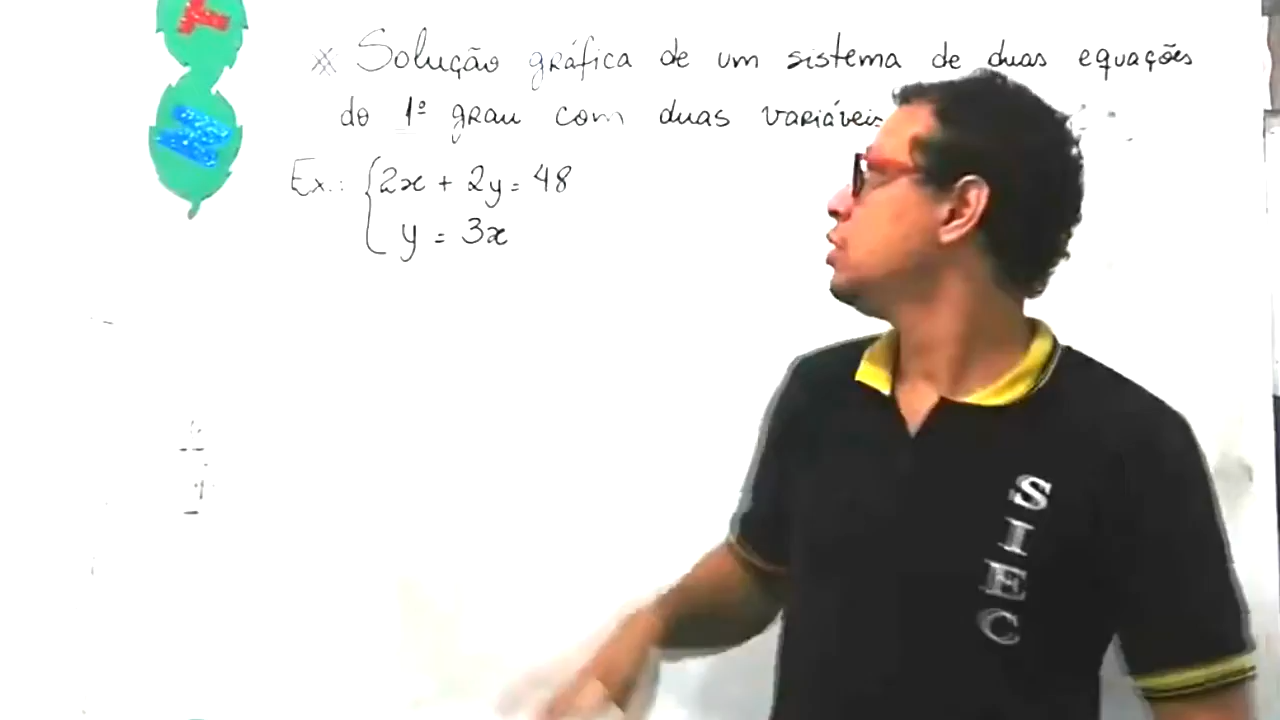 T
M
* Solução gráfica de um sistema de duas equações
do 1º grau com duas variáveis
Ex.: { 2x + 2y = 48
y = 3x
SIEC